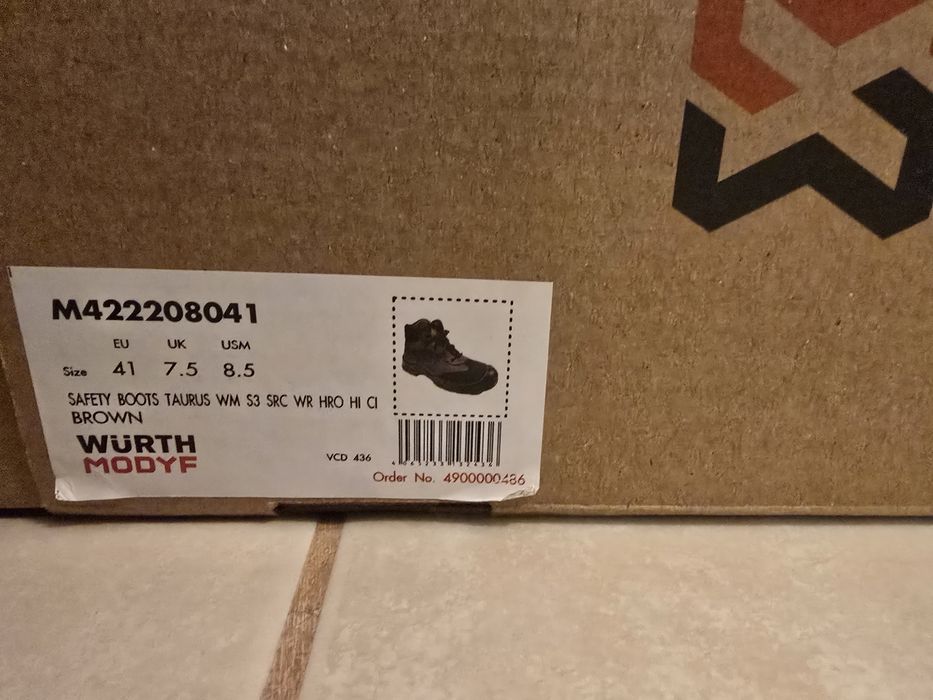 M422208041
EU UK USM
Size 41 7.5 8.5
SAFETY BOOTS TAURUS WM S3 SRC WR HRO HI CI
BROWN
WÜRTH
MODYF
VCD 436
Order No. 4900000486